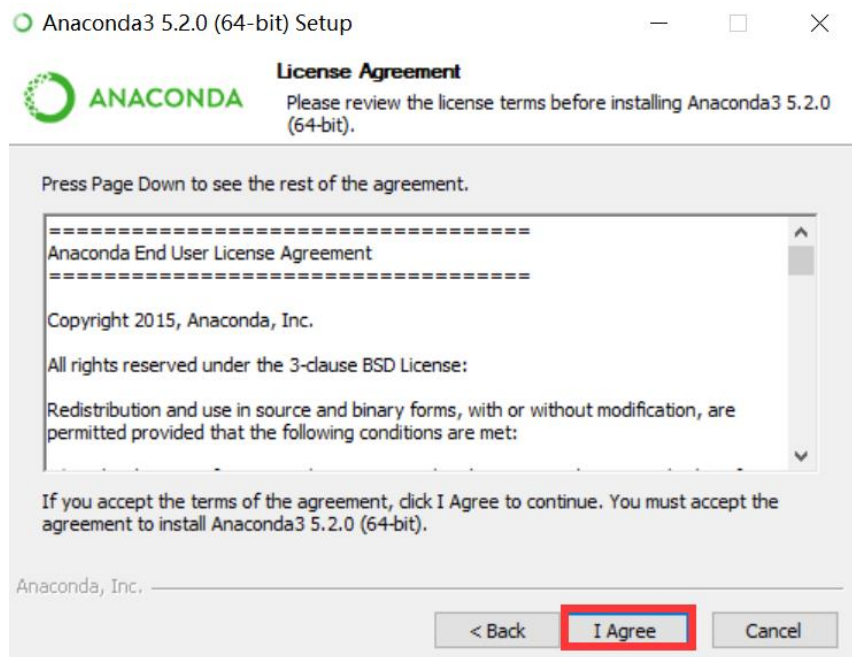 Anaconda3 5.2.0 (64-bit) Setup
ANACONDA
License Agreement
Please review the license terms before installing Anaconda3 5.2.0
(64-bit).
Press Page Down to see the rest of the agreement.
===================================
Anaconda End User License Agreement
===================================
Copyright 2015, Anaconda, Inc.
All rights reserved under the 3-clause BSD License:
Redistribution and use in source and binary forms, with or without modification, are
permitted provided that the following conditions are met:
If you accept the terms of the agreement, click I Agree to continue. You must accept the
agreement to install Anaconda3 5.2.0 (64-bit).
Anaconda, Inc.
< Back
I Agree
Cancel